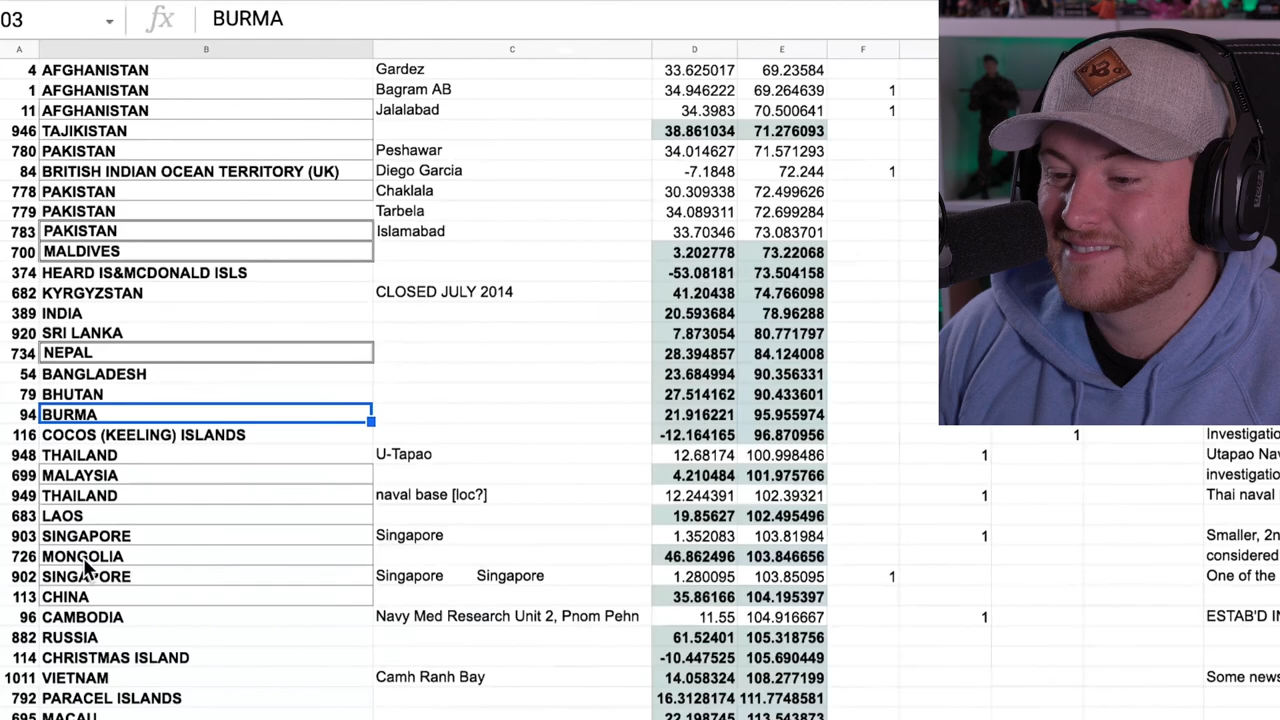 03 fx BURMA
A B C D E F
4 AFGHANISTAN Gardez 33.625017 69.23584
1 AFGHANISTAN Bagram AB 34.946222 69.264639 1
11 AFGHANISTAN Jalalabad 34.3983 70.500641 1
946 TAJIKISTAN 38.861034 71.276093
780 PAKISTAN Peshawar 34.014627 71.571293
84 BRITISH INDIAN OCEAN TERRITORY (UK) Diego Garcia -7.1848 72.244 1
778 PAKISTAN Chaklala 30.309338 72.499626
779 PAKISTAN Tarbela 34.089311 72.699284
783 PAKISTAN Islamabad 33.70346 73.083701
700 MALDIVES 3.202778 73.22068
374 HEARD IS&MCDONALD ISLS -53.08181 73.504158
682 KYRGYZSTAN CLOSED JULY 2014 41.20438 74.766098
389 INDIA 20.593684 78.96288
920 SRI LANKA 7.873054 80.771797
734 NEPAL 28.394857 84.124008
54 BANGLADESH 23.684994 90.356331
79 BHUTAN 27.514162 90.433601
94 BURMA 21.916221 95.955974
116 COCOS (KEELING) ISLANDS -12.164165 96.870956 1 Investigatio
948 THAILAND U-Tapao 12.68174 100.998486 1 Utapao Nav
699 MALAYSIA 4.210484 101.975766 investigation
949 THAILAND naval base [loc?] 12.244391 102.39321 1 Thai naval
683 LAOS 19.85627 102.495496
903 SINGAPORE Singapore 1.352083 103.81984 1 Smaller, 2n
726 MONGOLIA 46.862496 103.846656 considered
902 SINGAPORE Singapore Singapore 1.280095 103.85095 1 One of the
113 CHINA 35.86166 104.195397
96 CAMBODIA Navy Med Research Unit 2, Pnom Pehn 11.55 104.916667 1 ESTAB'D IN
882 RUSSIA 61.52401 105.318756
114 CHRISTMAS ISLAND -10.447525 105.690449
1011 VIETNAM Camh Ranh Bay 14.058324 108.277199 Some news
792 PARACEL ISLANDS 16.3128174 111.7748581
695 MACAU 22.198745 113.543873